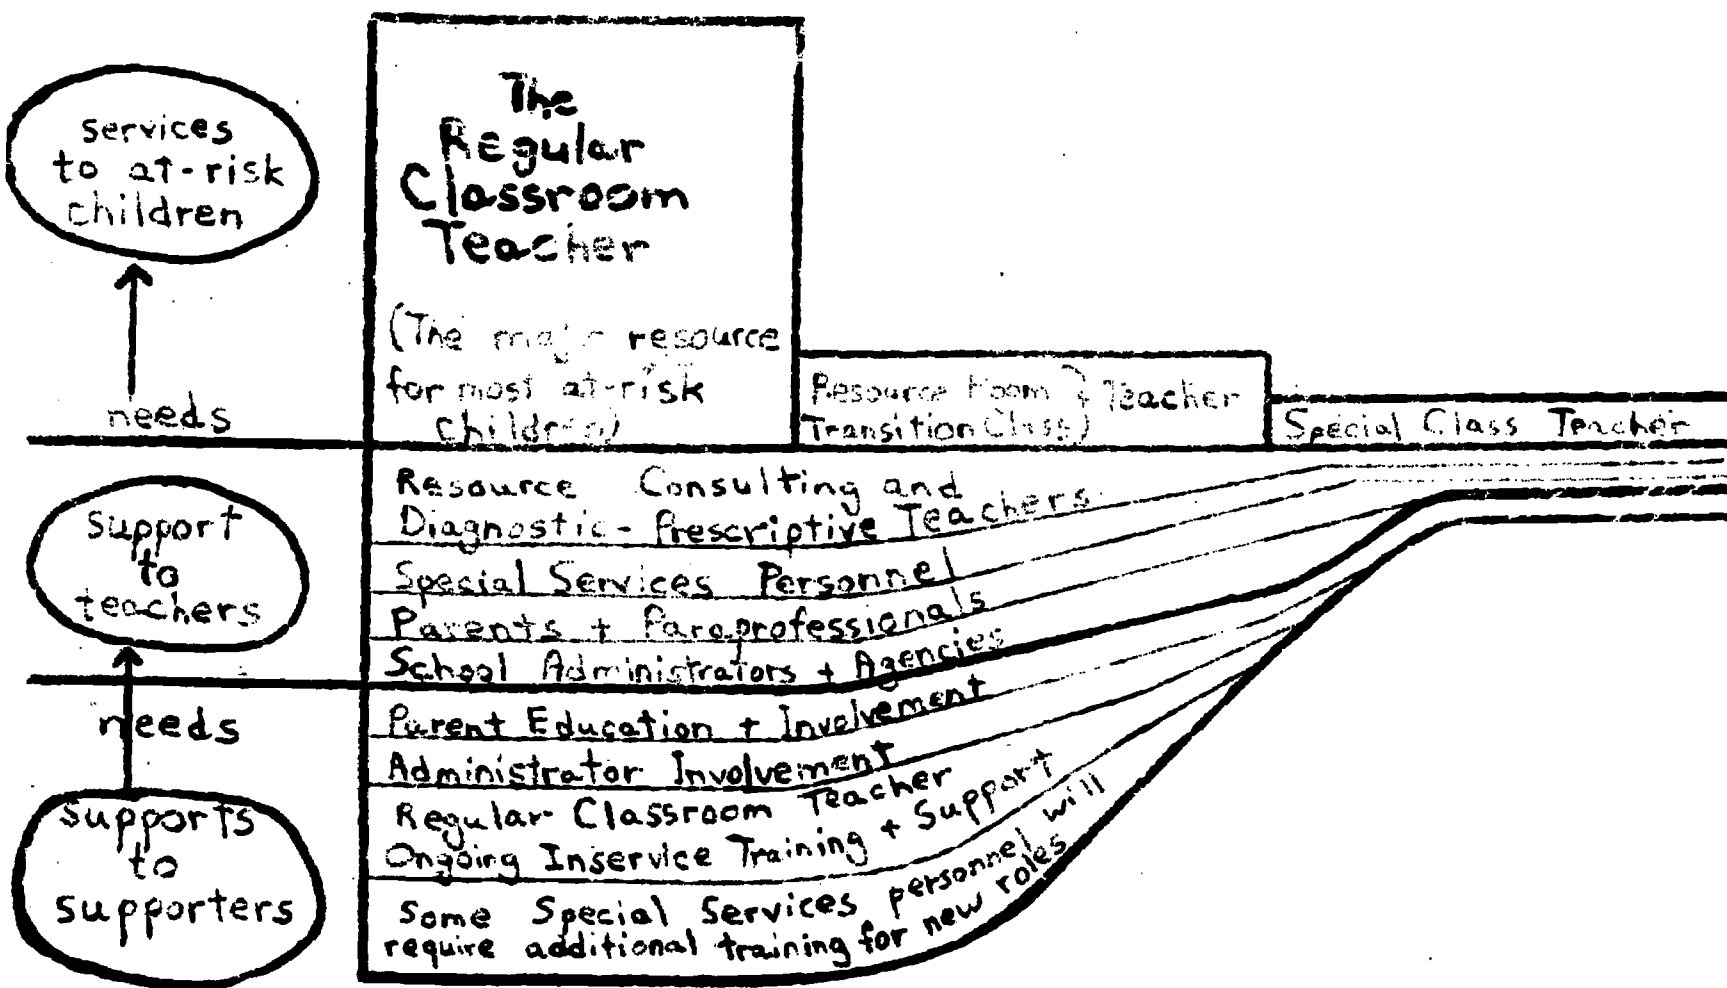 services
to at-risk
children
needs
support
to
teachers
needs
supports
to
supporters
The
Regular
Classroom
Teacher
(The major resource
for most at-risk
children)
Resource Room } Teacher
Transition Class }
Special Class Teacher
Resource Consulting and
Diagnostic-Prescriptive Teachers
Special Services Personnel
Parents + Paraprofessionals
School Administrators + Agencies
Parent Education + Involvement
Administrator Involvement
Regular Classroom Teacher
Ongoing Inservice Training + Support
Some Special Services personnel will
require additional training for new roles